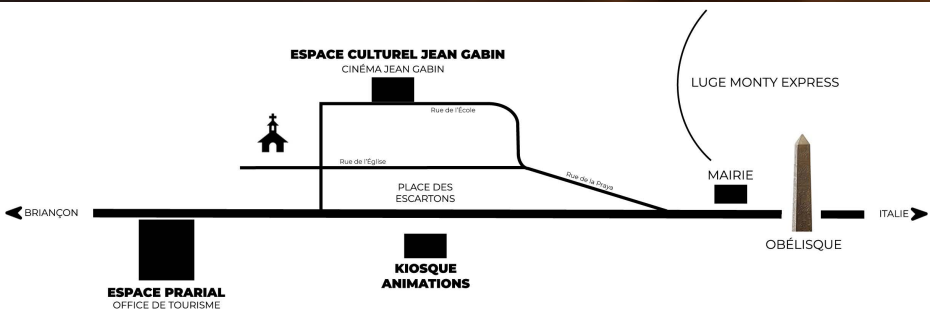 ESPACE CULTUREL JEAN GABIN
CINÉMA JEAN GABIN
LUGE MONTY EXPRESS
Rue de l'École
Rue de l'Église
Rue de la Praya
MAIRIE
PLACE DES
ESCARTONS
BRIANÇON
ITALIE
OBÉLISQUE
KIOSQUE
ANIMATIONS
ESPACE PRARIAL
OFFICE DE TOURISME